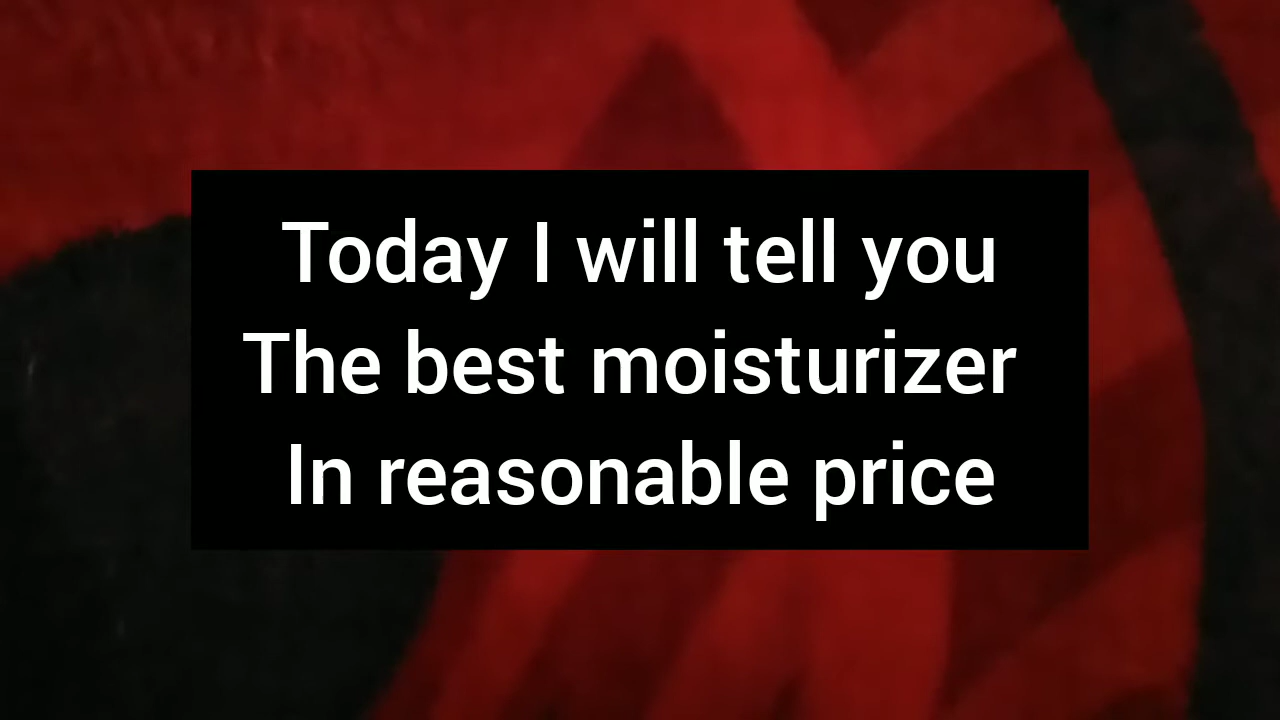 Today I will tell you
The best moisturizer
In reasonable price